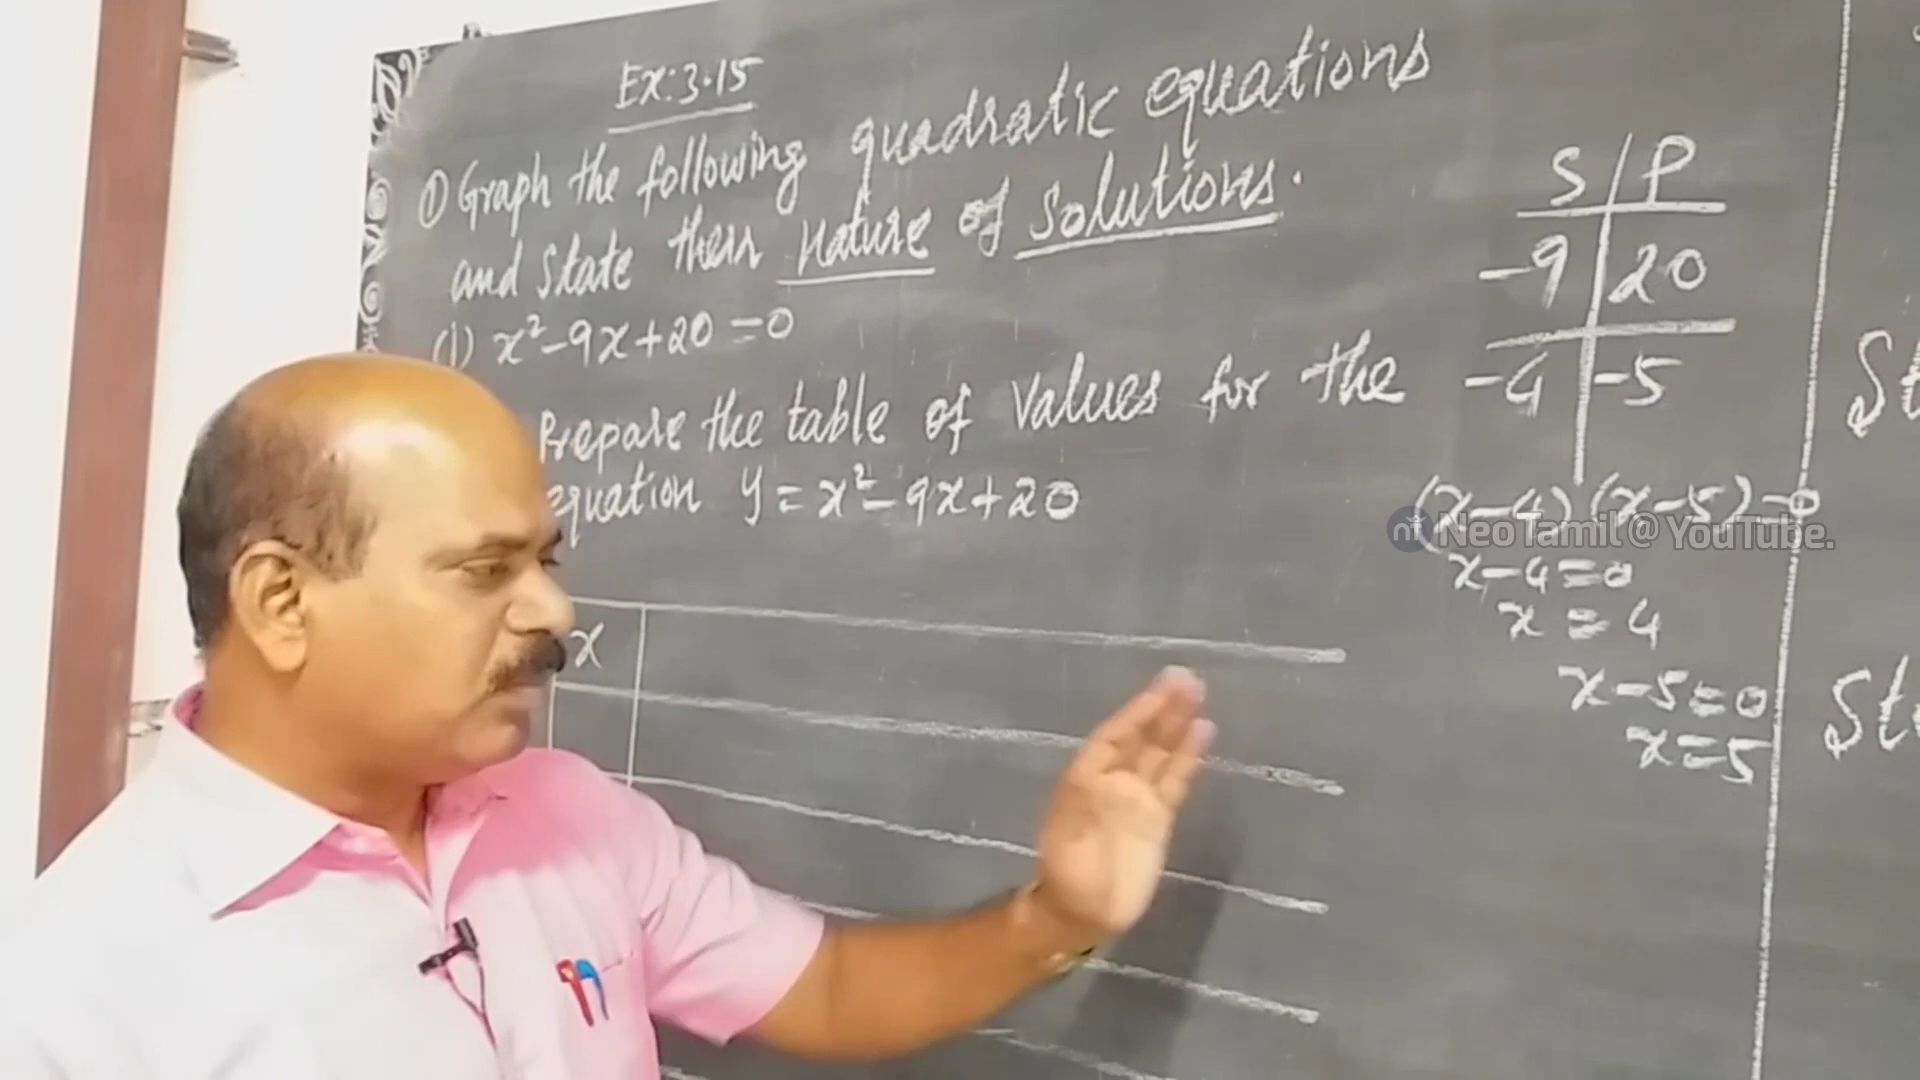 Ex: 3.15
① Graph the following quadratic equations
and state their nature of solutions.
(i) x² - 9x + 20 = 0
Prepare the table of values for the
equation y = x² - 9x + 20
x
S | P
-9 | 20
-4 | -5
(x-4)(x-5)=0
x-4=0
x = 4
x-5=0
x=5
NeoTamil @ YouTube.